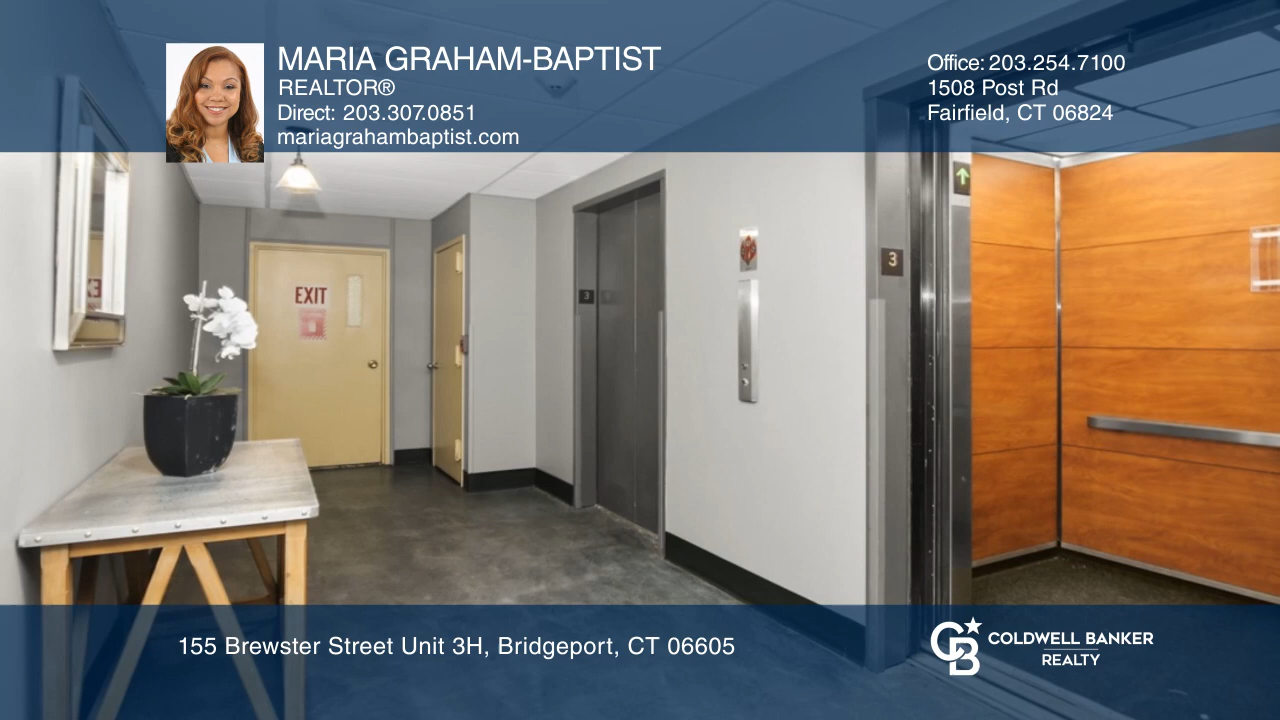 MARIA GRAHAM-BAPTIST
REALTOR®
Direct: 203.307.0851
mariagrahambaptist.com
Office: 203.254.7100
1508 Post Rd
Fairfield, CT 06824
EXIT
3
3
155 Brewster Street Unit 3H, Bridgeport, CT 06605
CB
COLDWELL BANKER
REALTY